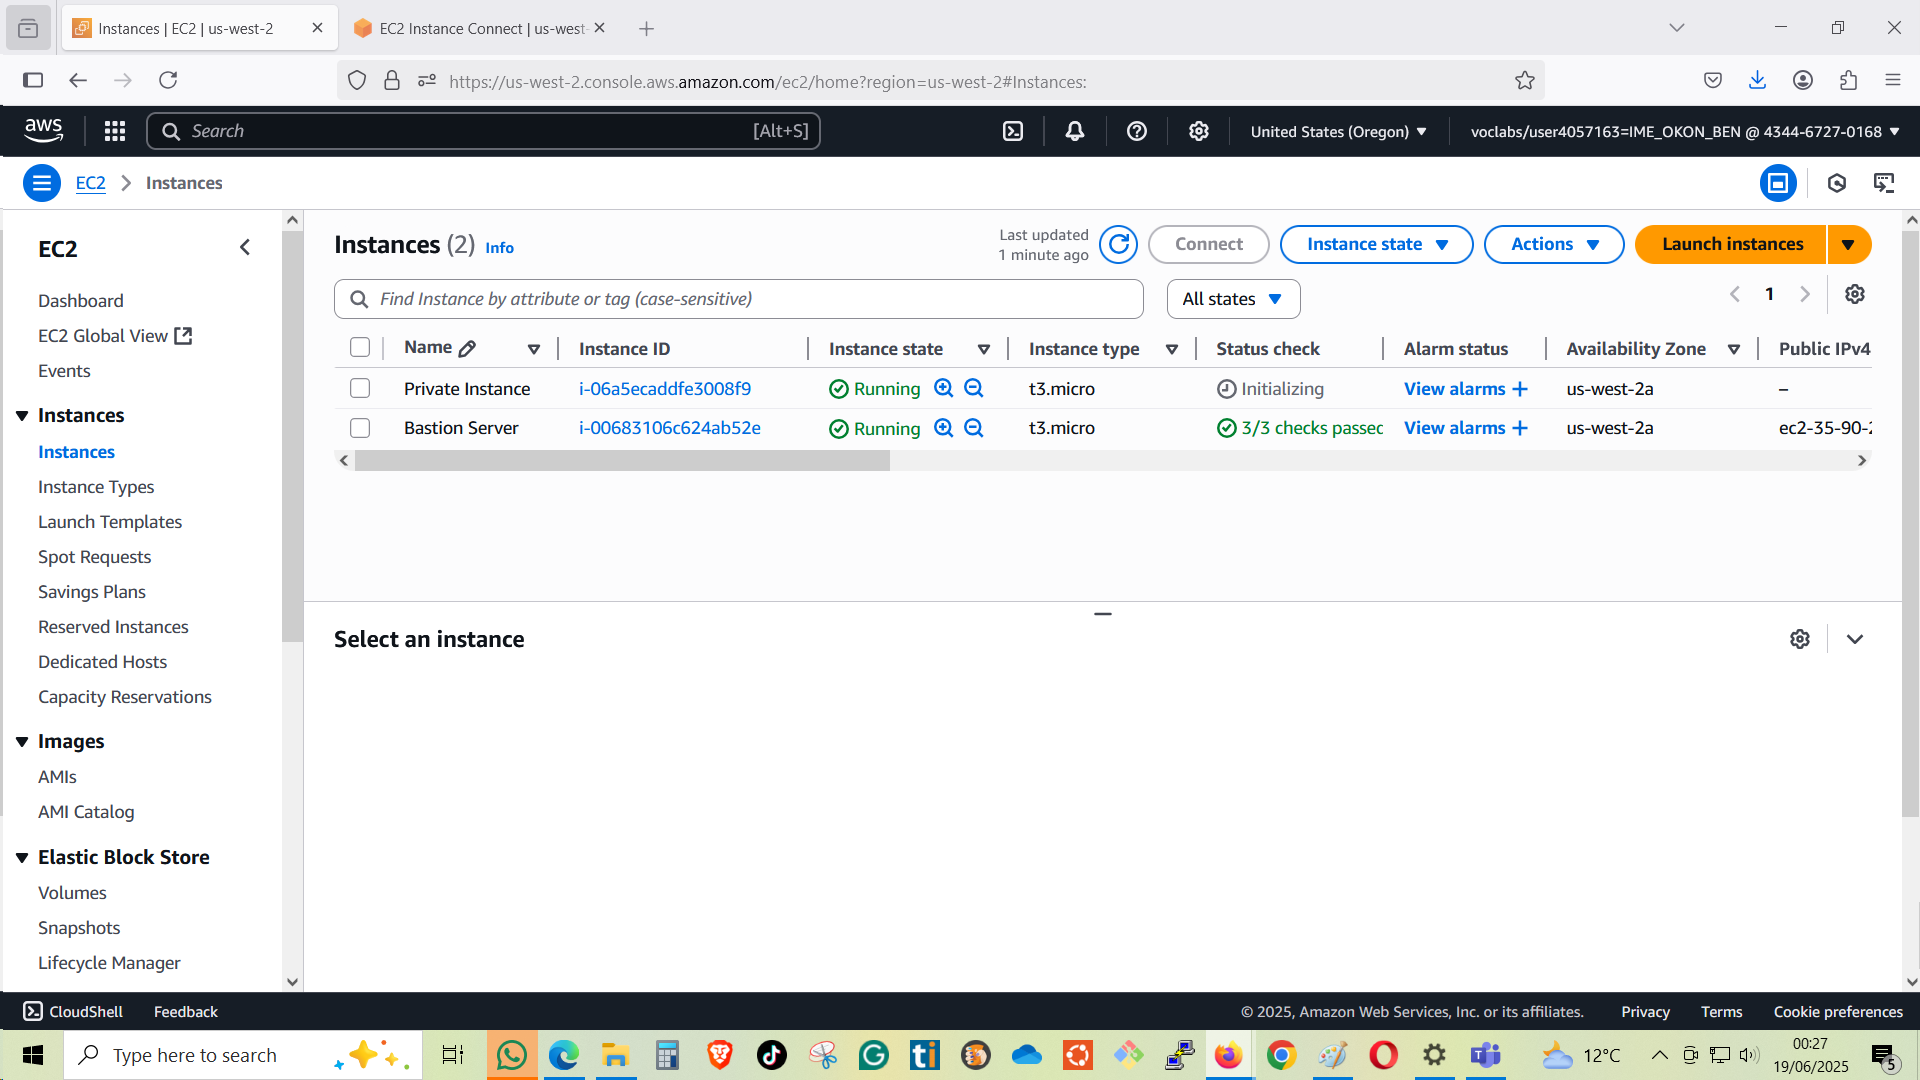 Instances | EC2 | us-west-2
EC2 Instance Connect | us-west-
https://us-west-2.console.aws.amazon.com/ec2/home?region=us-west-2#Instances:
aws
Search
[Alt+S]
United States (Oregon)
voclabs/user4057163=IME_OKON_BEN @ 4344-6727-0168
EC2
Instances
EC2
Dashboard
EC2 Global View
Events
Instances
Instances
Instance Types
Launch Templates
Spot Requests
Savings Plans
Reserved Instances
Dedicated Hosts
Capacity Reservations
Images
AMIs
AMI Catalog
Elastic Block Store
Volumes
Snapshots
Lifecycle Manager
Instances (2) Info
Last updated
1 minute ago
Connect
Instance state
Actions
Launch instances
Find Instance by attribute or tag (case-sensitive)
All states
1
Name Instance ID Instance state Instance type Status check Alarm status Availability Zone Public IPv4
Private Instance i-06a5ecaddfe3008f9 Running t3.micro Initializing View alarms + us-west-2a –
Bastion Server i-00683106c624ab52e Running t3.micro 3/3 checks passed View alarms + us-west-2a ec2-35-90-2
Select an instance
CloudShell
Feedback
© 2025, Amazon Web Services, Inc. or its affiliates.
Privacy
Terms
Cookie preferences
Type here to search
ti
12°C
00:27
19/06/2025
5